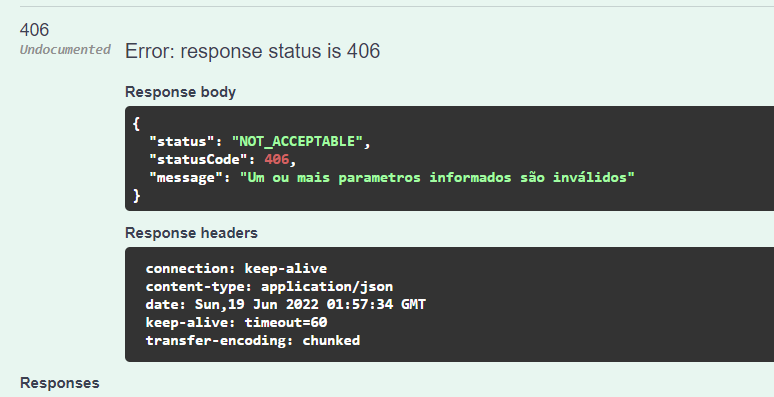 406
Undocumented
Error: response status is 406
Response body
{
"status": "NOT_ACCEPTABLE",
"statusCode": 406,
"message": "Um ou mais parametros informados são inválidos"
}
Response headers
connection: keep-alive
content-type: application/json
date: Sun,19 Jun 2022 01:57:34 GMT
keep-alive: timeout=60
transfer-encoding: chunked
Responses